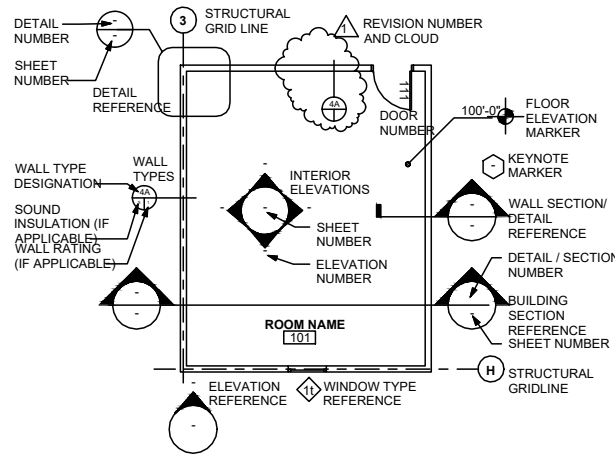 DETAIL
NUMBER
SHEET
NUMBER
DETAIL
REFERENCE
3
STRUCTURAL
GRID LINE
1
REVISION NUMBER
AND CLOUD
4A
111
DOOR
NUMBER
100'-0"
FLOOR
ELEVATION
MARKER
KEYNOTE
MARKER
WALL TYPE
DESIGNATION
WALL
TYPES
4A
SOUND
INSULATION (IF
APPLICABLE)
WALL RATING
(IF APPLICABLE)
INTERIOR
ELEVATIONS
SHEET
NUMBER
ELEVATION
NUMBER
WALL SECTION/
DETAIL
REFERENCE
DETAIL / SECTION
NUMBER
BUILDING
SECTION
REFERENCE
SHEET NUMBER
ROOM NAME
101
H
STRUCTURAL
GRIDLINE
ELEVATION
REFERENCE
1t
WINDOW TYPE
REFERENCE